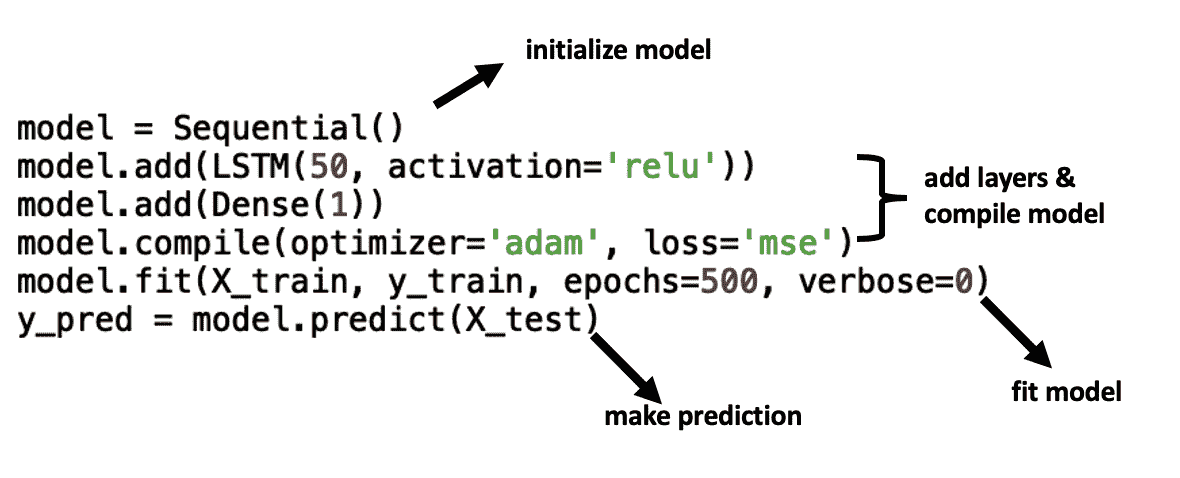 initialize model
model = Sequential()
model.add(LSTM(50, activation='relu'))
model.add(Dense(1))
model.compile(optimizer='adam', loss='mse')
add layers &
compile model
model.fit(X_train, y_train, epochs=500, verbose=0)
y_pred = model.predict(X_test)
fit model
make prediction